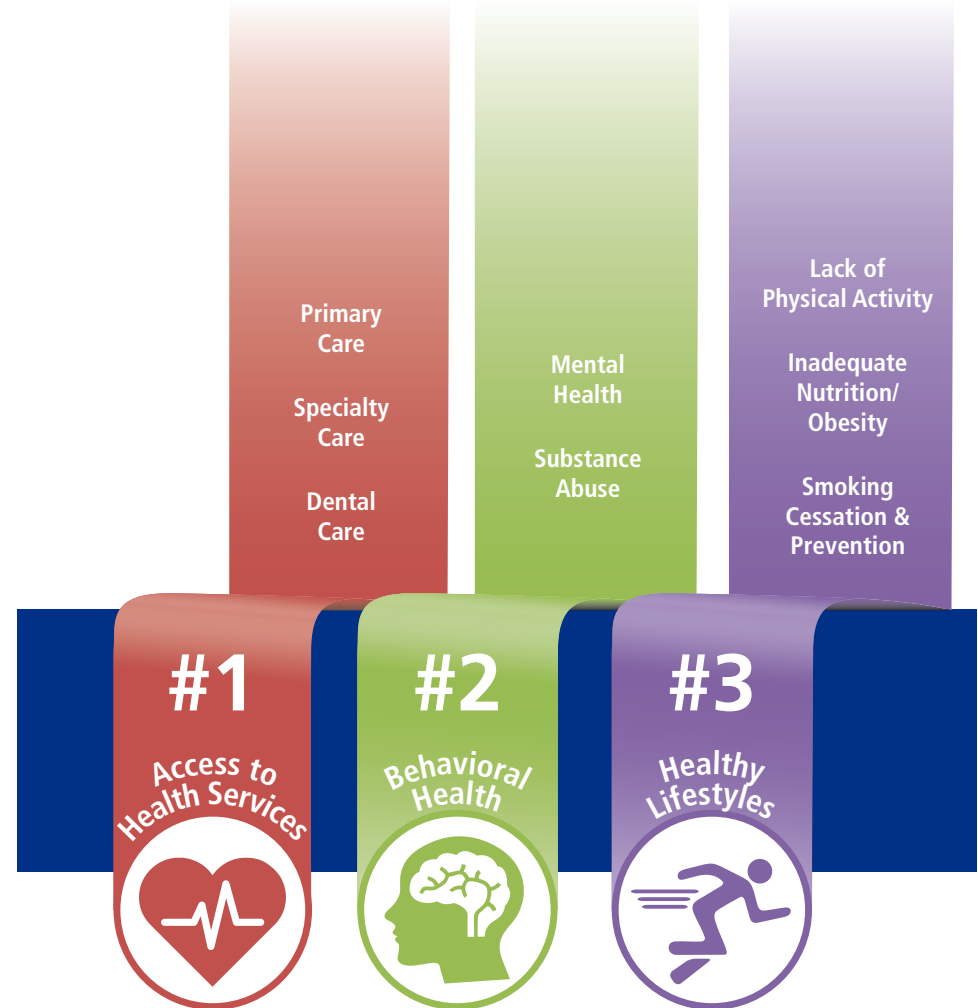 Primary
Care
Specialty
Care
Dental
Care
Mental
Health
Substance
Abuse
Lack of
Physical Activity
Inadequate
Nutrition/
Obesity
Smoking
Cessation &
Prevention
#1
Access to
Health Services
#2
Behavioral
Health
#3
Healthy
Lifestyles